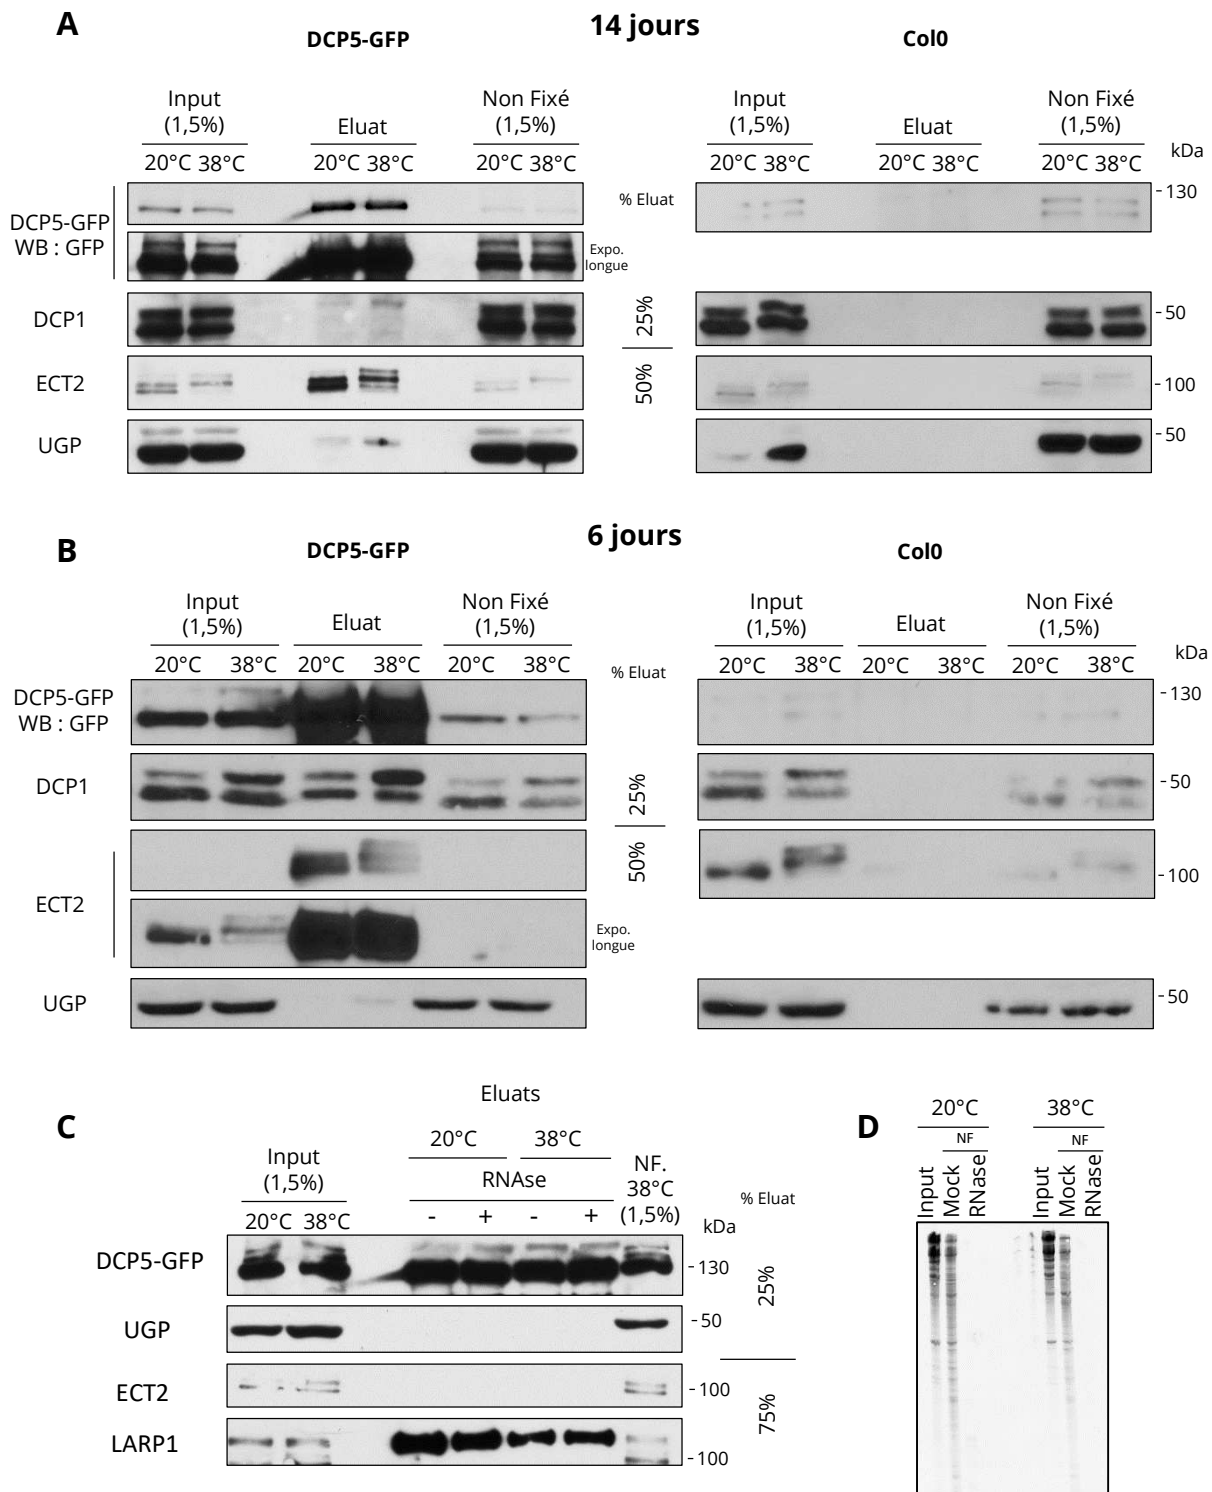 A
14 jours
DCP5-GFP
Col0
Input
(1,5%)
Eluat
Non Fixé
(1,5%)
Input
(1,5%)
Eluat
Non Fixé
(1,5%)
20°C 38°C
20°C 38°C
20°C 38°C
20°C 38°C
20°C 38°C
20°C 38°C
kDa
DCP5-GFP
WB : GFP
% Eluat
-130
Expo.
longue
DCP1
25%
-50
ECT2
50%
-100
UGP
-50
B
6 jours
DCP5-GFP
Col0
Input
(1,5%)
Eluat
Non Fixé
(1,5%)
Input
(1,5%)
Eluat
Non Fixé
(1,5%)
20°C 38°C
20°C 38°C
20°C 38°C
20°C 38°C
20°C 38°C
20°C 38°C
kDa
DCP5-GFP
WB : GFP
% Eluat
-130
DCP1
25%
-50
50%
-100
ECT2
Expo.
longue
UGP
-50
C
Eluats
20°C
38°C
Input
(1,5%)
RNAse
NF.
38°C
(1,5%)
20°C 38°C
- + - +
kDa
% Eluat
DCP5-GFP
-130
25%
UGP
-50
ECT2
-100
75%
LARP1
-100
D
20°C
38°C
NF
NF
Input
Mock
RNase
Input
Mock
RNase